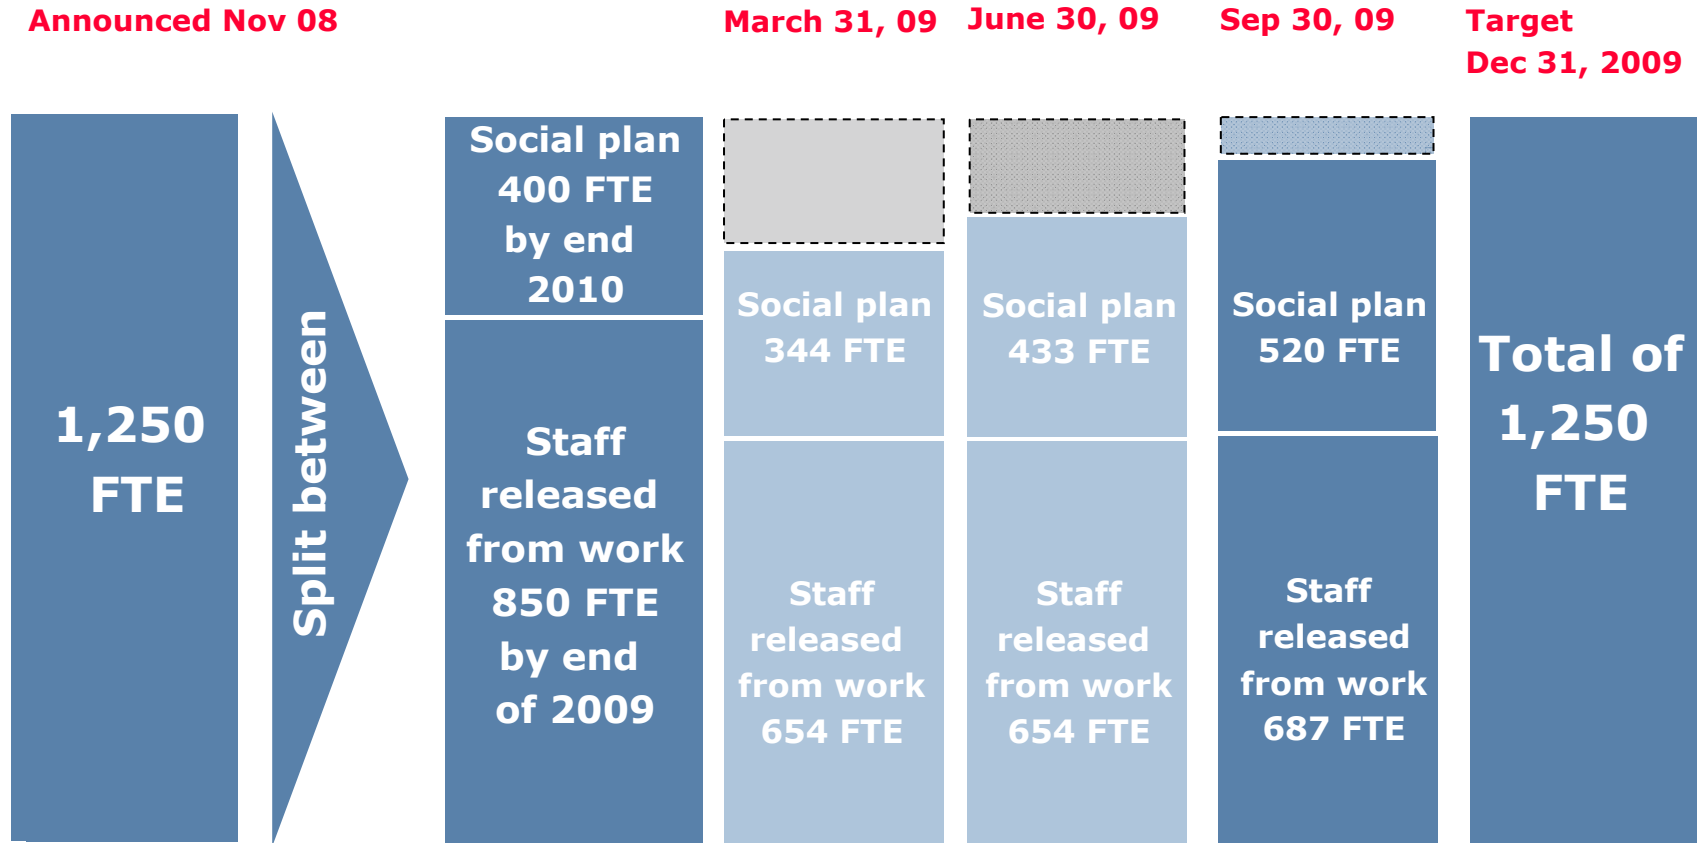 Announced Nov 08
March 31, 09
June 30, 09
Sep 30, 09
Target
Dec 31, 2009
1,250
FTE
Split between
Social plan
400 FTE
by end
2010
Staff
released
from work
850 FTE
by end
of 2009
Social plan
344 FTE
Staff
released
from work
654 FTE
Social plan
433 FTE
Staff
released
from work
654 FTE
Social plan
520 FTE
Staff
released
from work
687 FTE
Total of
1,250
FTE